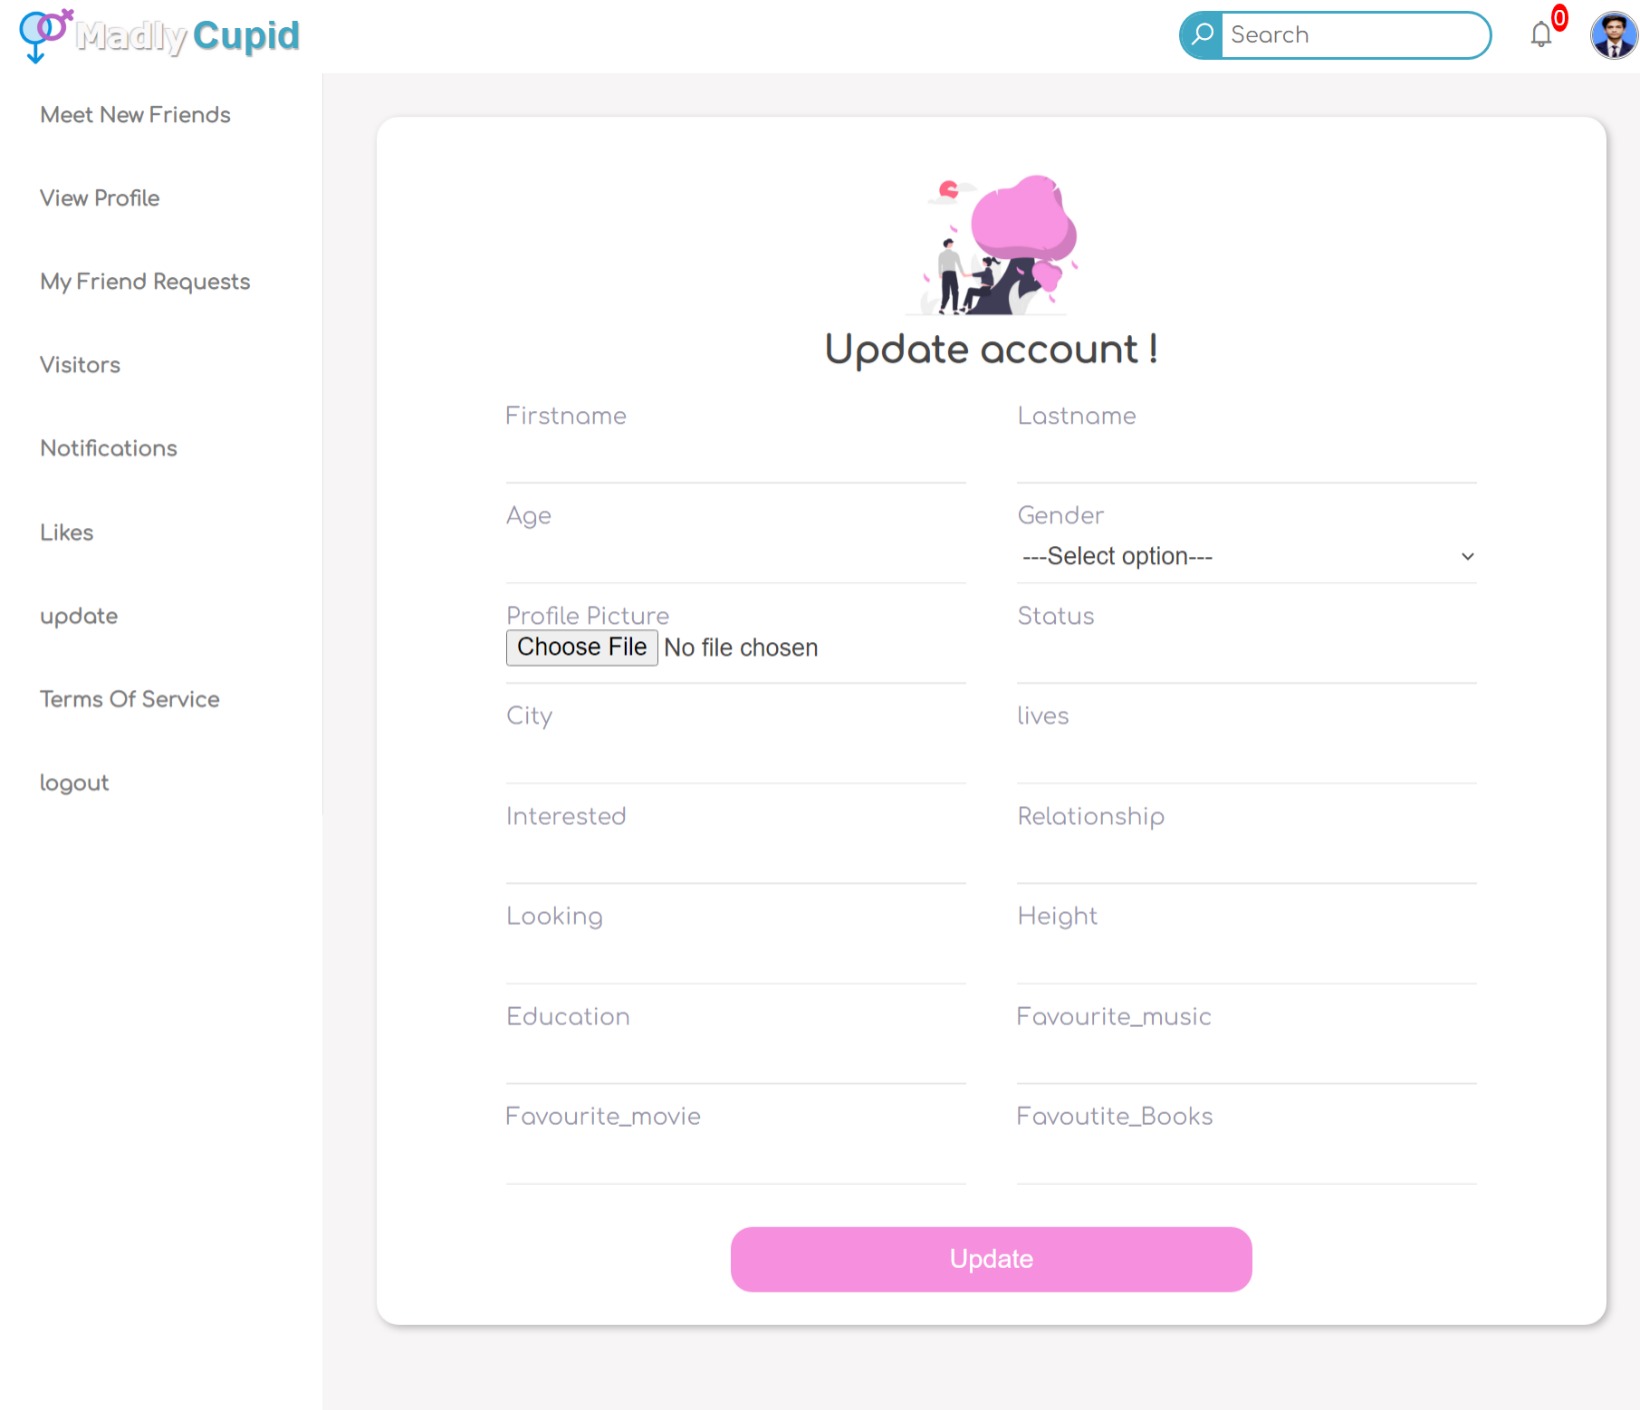 Madly Cupid
Search
0
Meet New Friends
View Profile
My Friend Requests
Visitors
Notifications
Likes
update
Terms Of Service
logout
Update account !
Firstname
Lastname
Age
Gender
---Select option---
Profile Picture
Choose File No file chosen
Status
City
lives
Interested
Relationship
Looking
Height
Education
Favourite_music
Favourite_movie
Favoutite_Books
Update